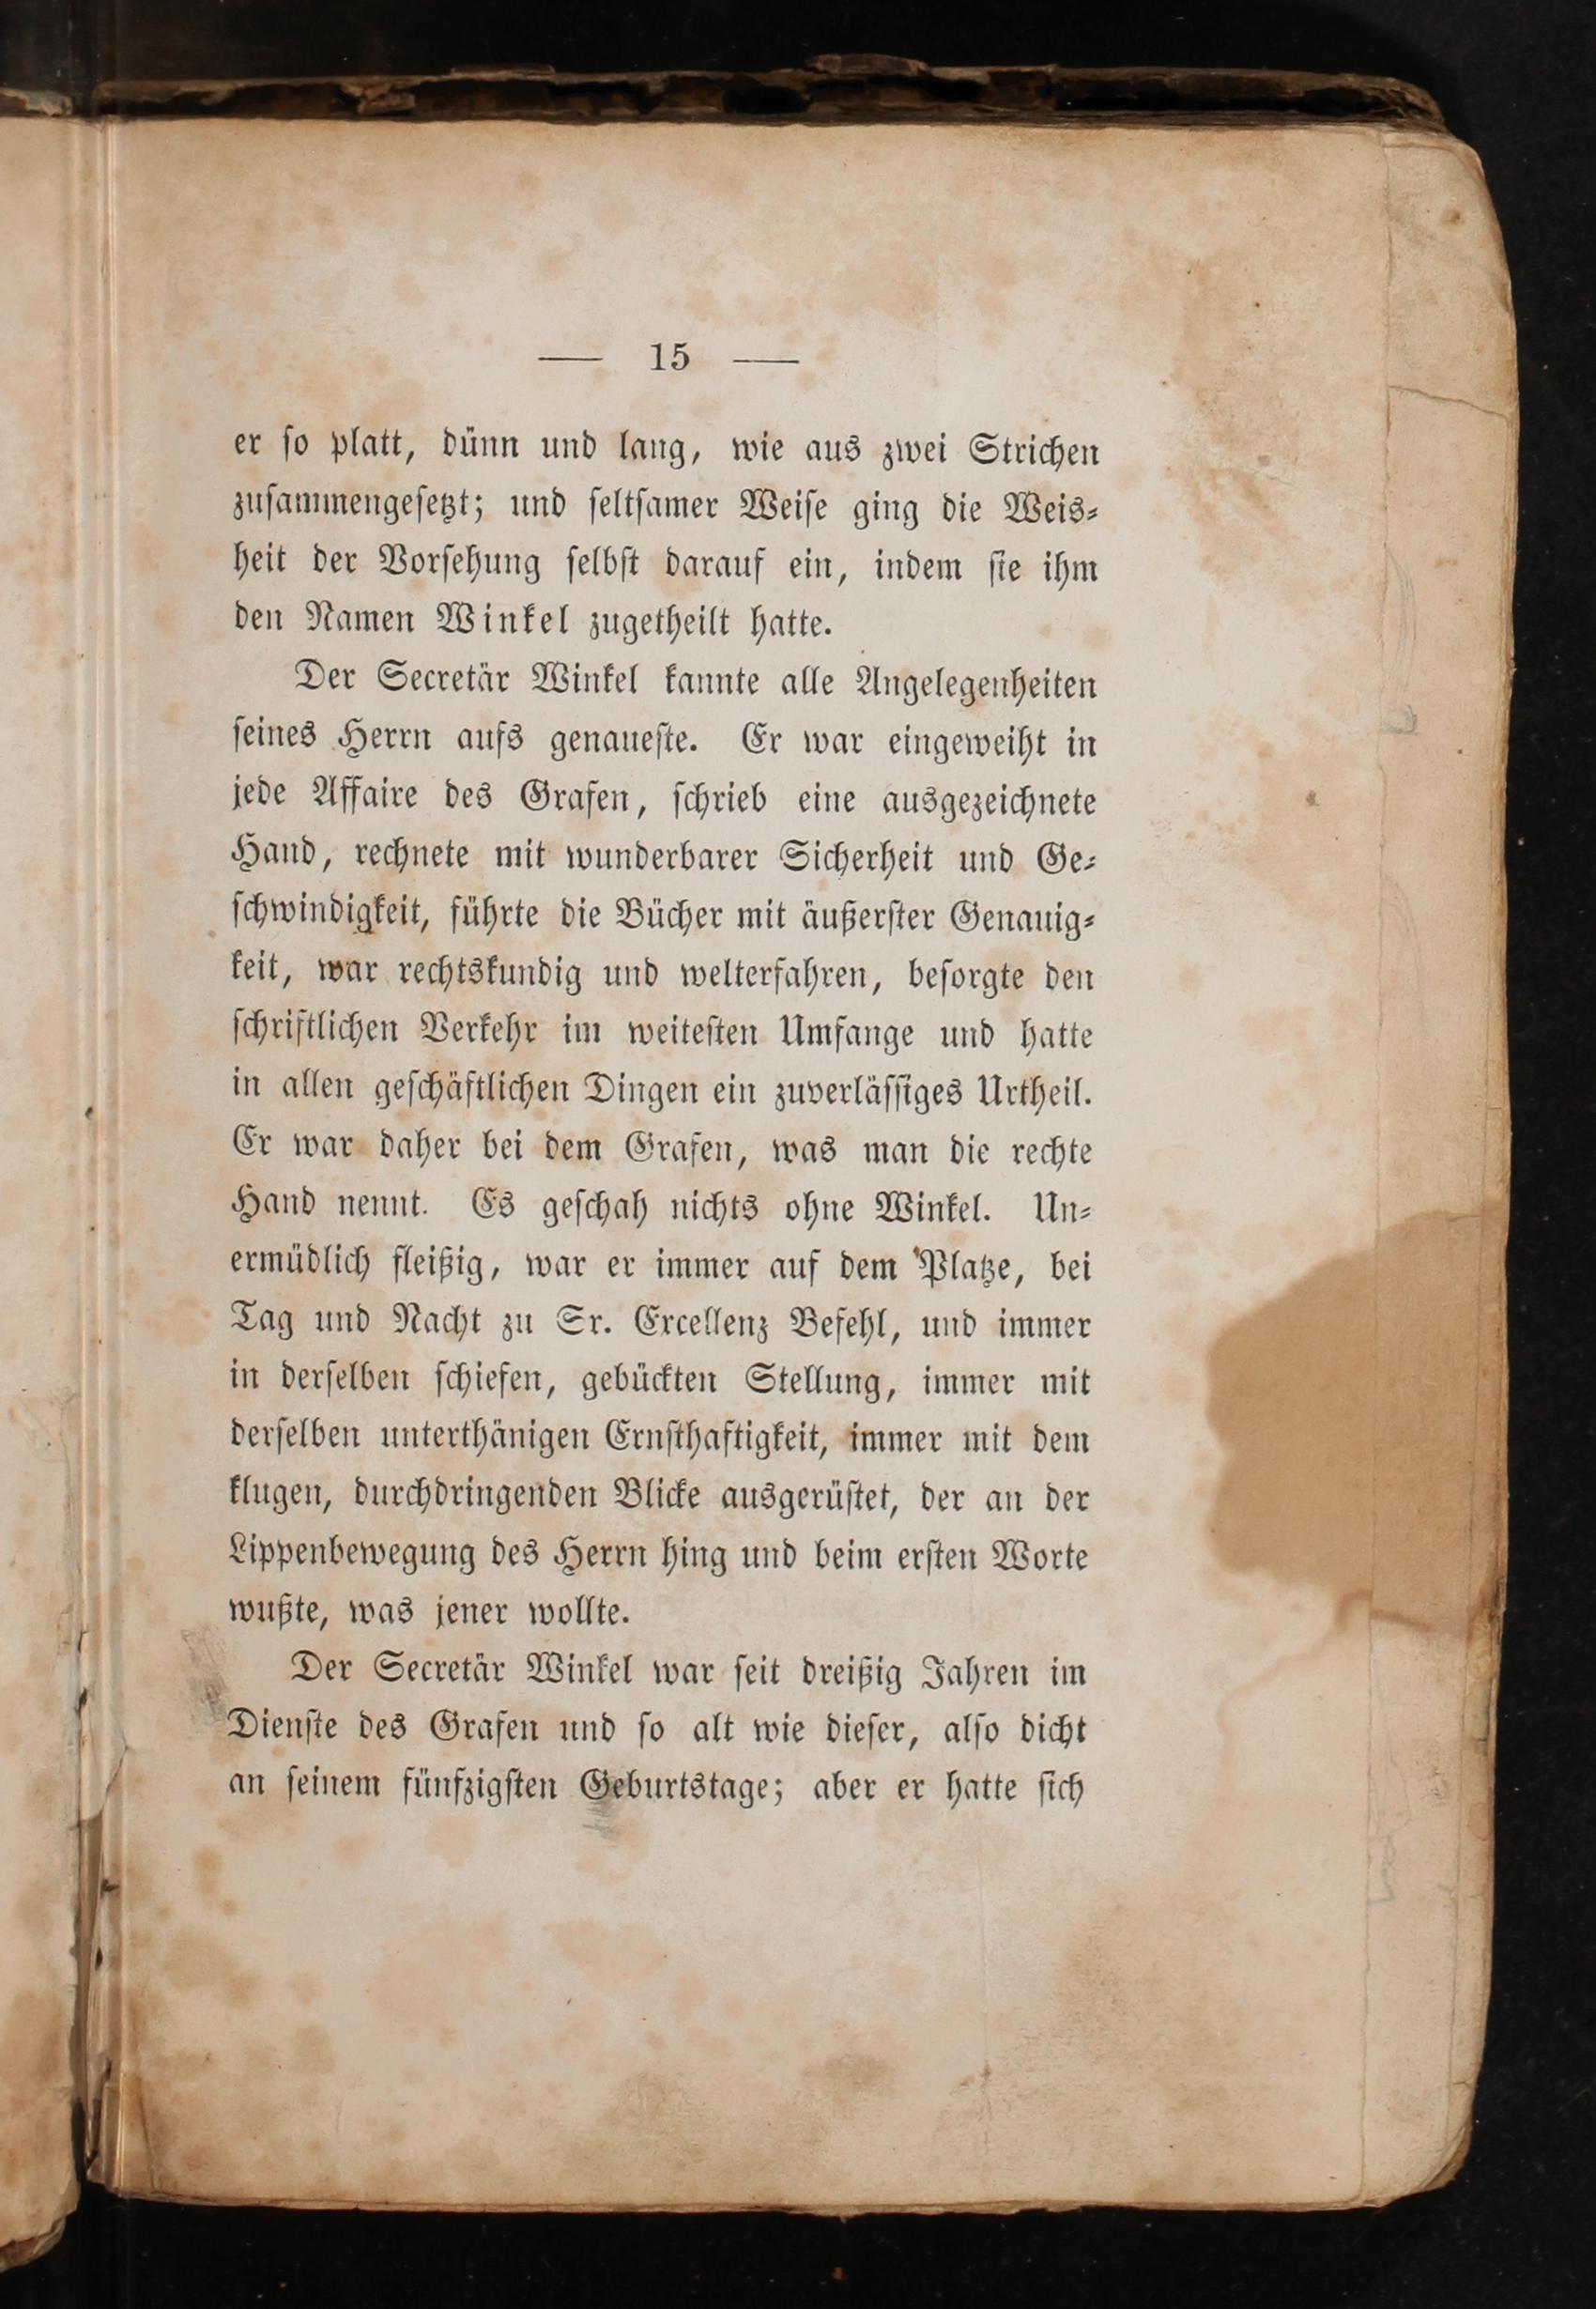 — 15 —
er ſo platt, dünn und lang, wie aus zwei Strichen
zuſammengeſetzt; und ſeltſamer Weiſe ging die Weis⸗
heit der Vorſehung ſelbſt darauf ein, indem ſie ihm
den Namen Winkel zugetheilt hatte.
Der Secretär Winkel kannte alle Angelegenheiten
ſeines Herrn aufs genaueſte. Er war eingeweiht in
jede Affaire des Grafen, ſchrieb eine ausgezeichnete
Hand, rechnete mit wunderbarer Sicherheit und Ge⸗
ſchwindigkeit, führte die Bücher mit äußerſter Genauig⸗
keit, war rechtskundig und welterfahren, beſorgte den
ſchriftlichen Verkehr im weiteſten Umfange und hatte
in allen geſchäftlichen Dingen ein zuverläſſiges Urtheil.
Er war daher bei dem Grafen, was man die rechte
Hand nennt. Es geſchah nichts ohne Winkel. Un⸗
ermüdlich fleißig, war er immer auf dem Platze, bei
Tag und Nacht zu Sr. Excellenz Befehl, und immer
in derſelben ſchiefen, gebückten Stellung, immer mit
derſelben unterthänigen Ernſthaftigkeit, immer mit dem
klugen, durchdringenden Blicke ausgerüſtet, der an der
Lippenbewegung des Herrn hing und beim erſten Worte
wußte, was jener wollte.
Der Secretär Winkel war ſeit dreißig Jahren im
Dienſte des Grafen und ſo alt wie dieſer, alſo dicht
an ſeinem fünfzigſten Geburtstage; aber er hatte ſich